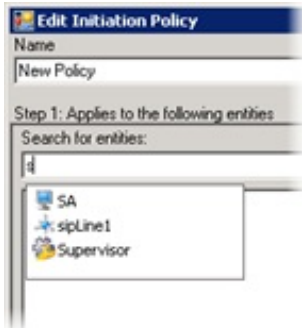 Edit Initiation Policy
Name
New Policy
Step 1: Applies to the following entities
Search for entities:
s
SA
sipLine1
Supervisor